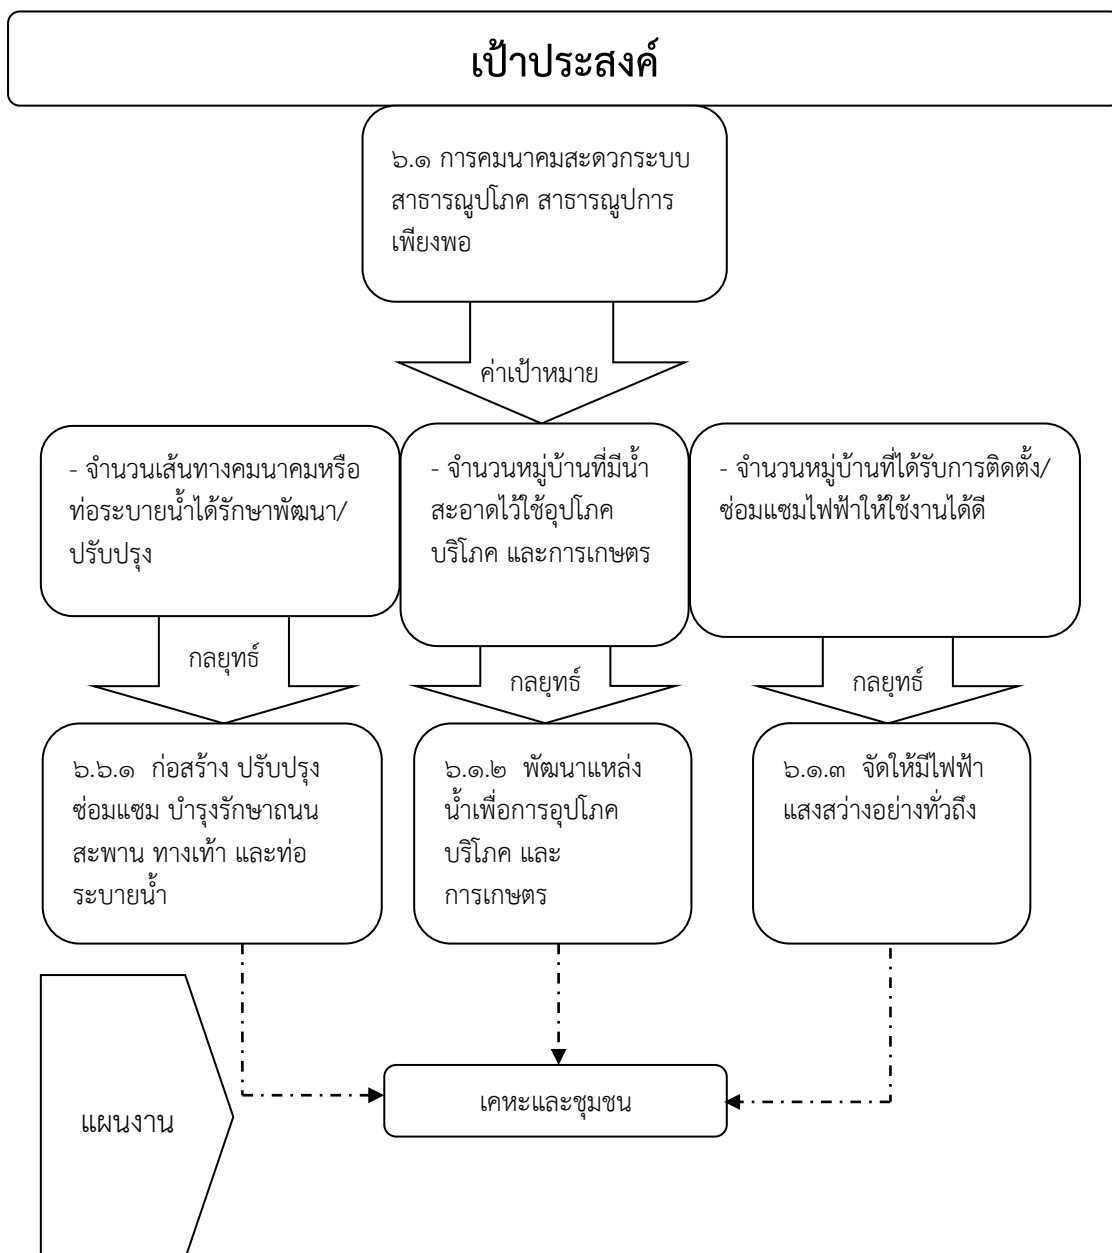 เป้าประสงค์
๖.๑ การคมนาคมสะดวกระบบ
สาธารณูปโภค สาธารณูปการ
เพียงพอ
ค่าเป้าหมาย
- จำนวนเส้นทางคมนาคมหรือ
ท่อระบายน้ำได้รักษาพัฒนา/
ปรับปรุง
- จำนวนหมู่บ้านที่มีน้ำ
สะอาดไว้ใช้อุปโภค
บริโภค และการเกษตร
- จำนวนหมู่บ้านที่ได้รับการติดตั้ง/
ซ่อมแซมไฟฟ้าให้ใช้งานได้ดี
กลยุทธ์
กลยุทธ์
กลยุทธ์
๖.๖.๑ ก่อสร้าง ปรับปรุง
ซ่อมแซม บำรุงรักษาถนน
สะพาน ทางเท้า และท่อ
ระบายน้ำ
๖.๑.๒ พัฒนาแหล่ง
น้ำเพื่อการอุปโภค
บริโภค และ
การเกษตร
๖.๑.๓ จัดให้มีไฟฟ้า
แสงสว่างอย่างทั่วถึง
เคหะและชุมชน
แผนงาน